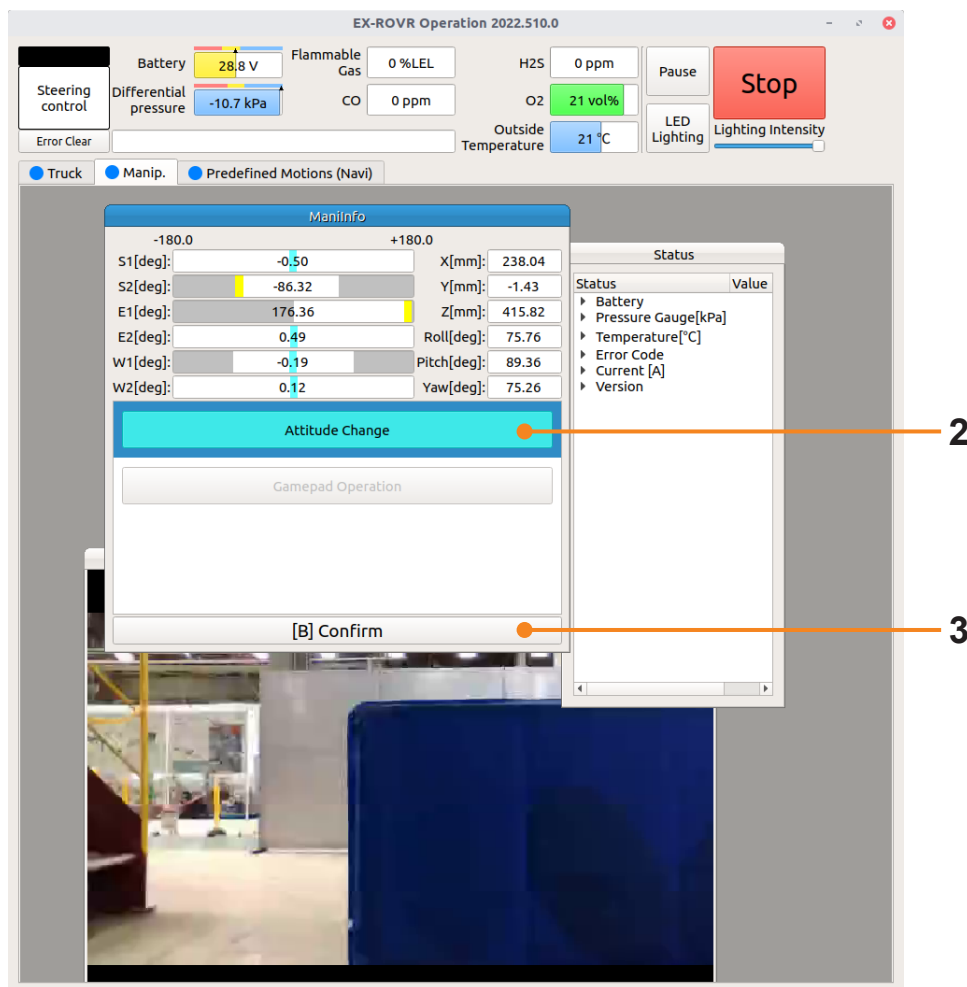 EX-ROVR Operation 2022.510.0
Steering control
Battery 28.8 V
Flammable Gas 0 %LEL
H2S 0 ppm
Pause
Stop
Differential pressure -10.7 kPa
CO 0 ppm
O2 21 vol%
LED Lighting
Lighting Intensity
Error Clear
Outside Temperature 21 °C
Truck Manip. Predefined Motions (Navi)
ManiInfo
-180.0 +180.0
S1[deg]: -0.50 X[mm]: 238.04
S2[deg]: -86.32 Y[mm]: -1.43
E1[deg]: 176.36 Z[mm]: 415.82
E2[deg]: 0.49 Roll[deg]: 75.76
W1[deg]: -0.19 Pitch[deg]: 89.36
W2[deg]: 0.12 Yaw[deg]: 75.26
Attitude Change
Gamepad Operation
[B] Confirm
Status
Status Value
Battery
Pressure Gauge[kPa]
Temperature[°C]
Error Code
Current [A]
Version
2
3